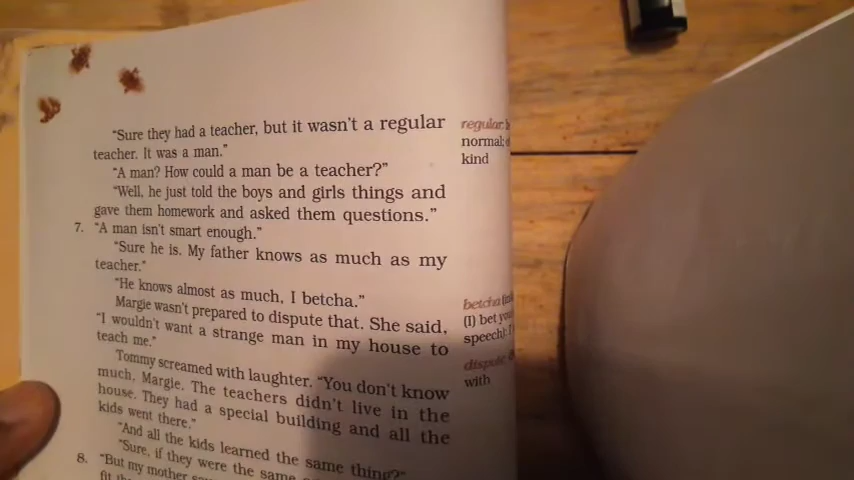 "Sure they had a teacher, but it wasn't a regular
teacher. It was a man."
"A man? How could a man be a teacher?"
"Well, he just told the boys and girls things and
gave them homework and asked them questions."
7. "A man isn't smart enough."
"Sure he is. My father knows as much as my
teacher."
"He knows almost as much, I betcha."
Margie wasn't prepared to dispute that. She said,
"I wouldn't want a strange man in my house to
teach me."
Tommy screamed with laughter. "You don't know
much, Margie. The teachers didn't live in the
house. They had a special building and all the
kids went there."
"And all the kids learned the same thing?"
"Sure, if they were the same
8. "But my mother
fit
regular:
normal;
kind
betcha
(I) bet
speech):
dispute
with